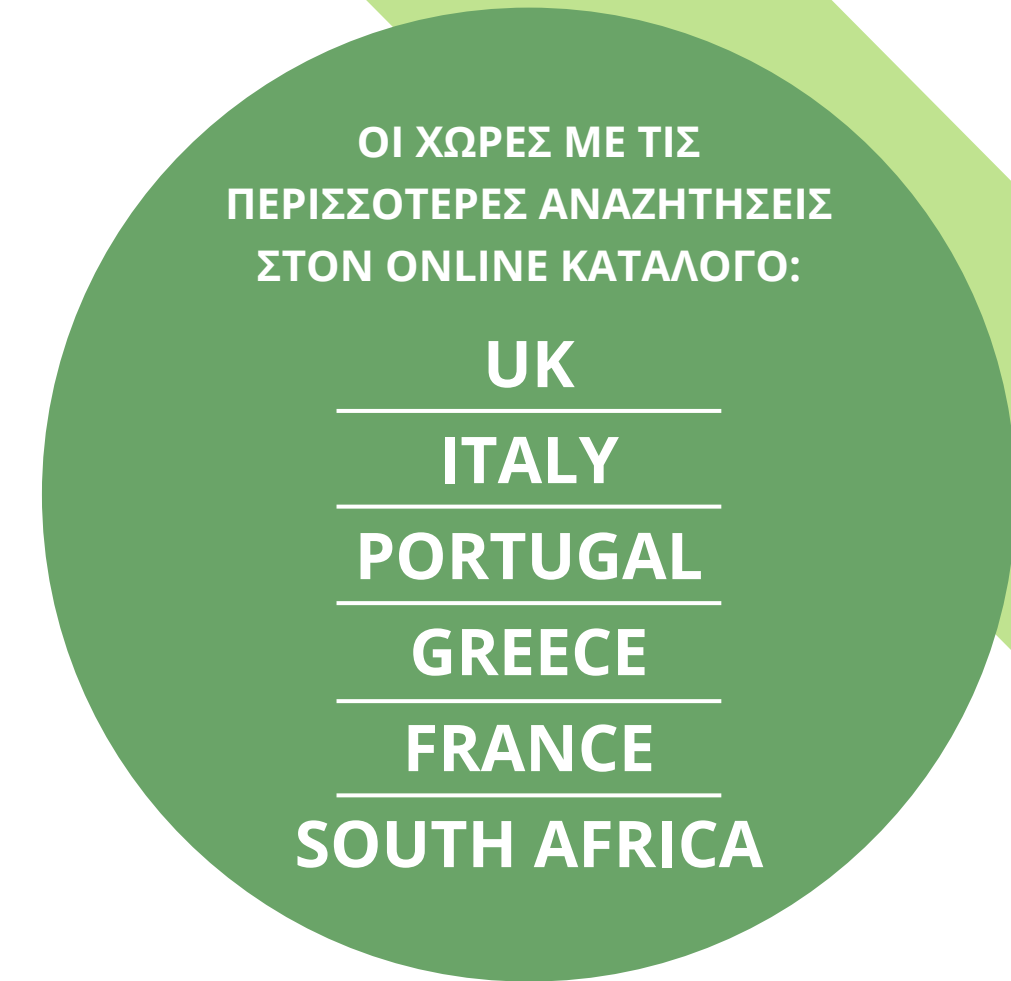 ΟΙ ΧΩΡΕΣ ΜΕ ΤΙΣ
ΠΕΡΙΣΣΟΤΕΡΕΣ ΑΝΑΖΗΤΗΣΕΙΣ
ΣΤΟΝ ONLINE ΚΑΤΑΛΟΓΟ:
UK
ITALY
PORTUGAL
GREECE
FRANCE
SOUTH AFRICA